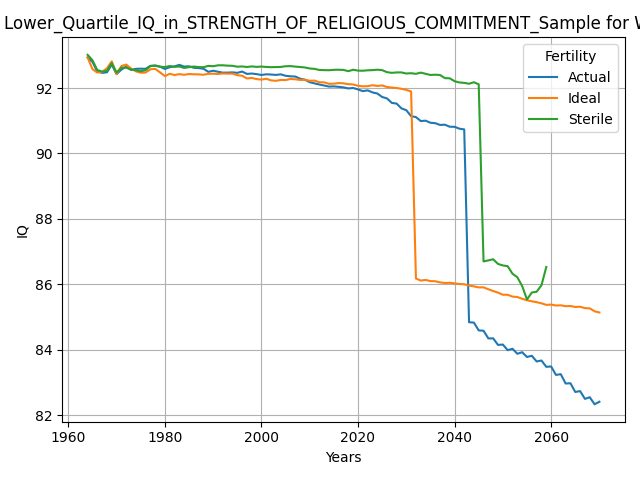 Lower_Quartile_IQ_in_STRENGTH_OF_RELIGIOUS_COMMITMENT_Sample for
Fertility
Actual
Ideal
Sterile
IQ
92
90
88
86
84
82
1960 1980 2000 2020 2040 2060
Years